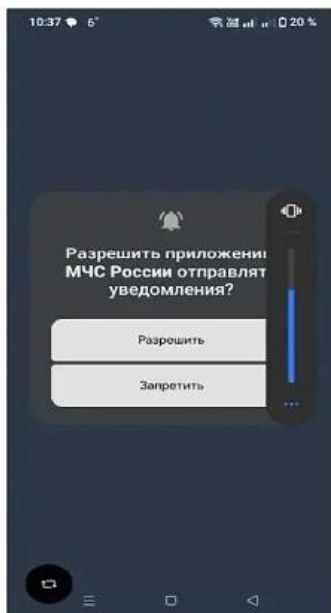 10:37 6°
20 %
Разрешить приложени
МЧС России отправлят
уведомления?
Разрешить
Запретить